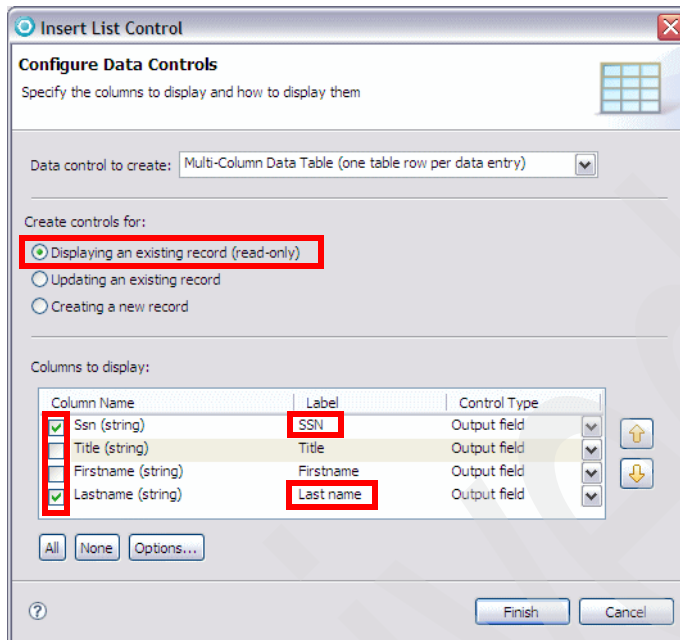 Insert List Control
Configure Data Controls
Specify the columns to display and how to display them
Data control to create: Multi-Column Data Table (one table row per data entry)
Create controls for:
Displaying an existing record (read-only)
Updating an existing record
Creating a new record
Columns to display:
Column Name Label Control Type
Ssn (string) SSN Output field
Title (string) Title Output field
Firstname (string) Firstname Output field
Lastname (string) Last name Output field
All None Options...
? Finish Cancel